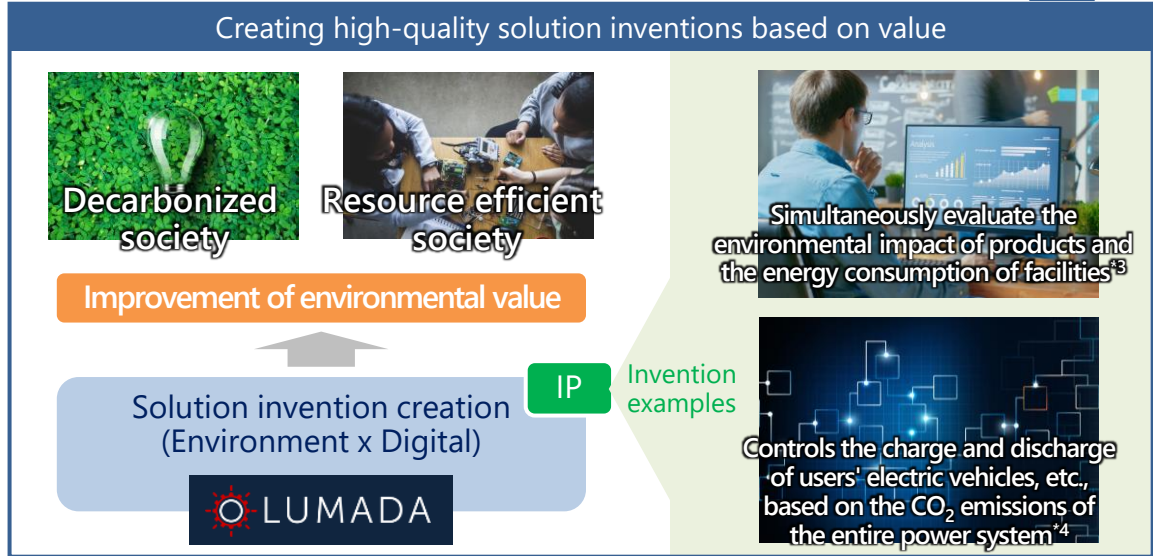 Creating high-quality solution inventions based on value
Decarbonized
society
Resource efficient
society
Improvement of environmental value
Solution invention creation
(Environment x Digital)
LUMADA
IP
Invention
examples
Analysis
Simultaneously evaluate the
environmental impact of products and
the energy consumption of facilities*3
Controls the charge and discharge
of users' electric vehicles, etc.,
based on the CO₂ emissions of
the entire power system*4